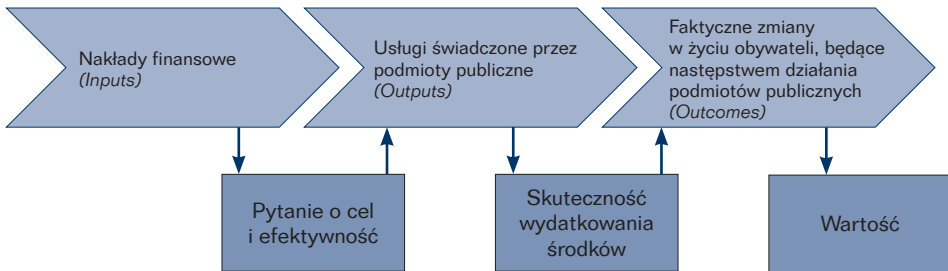 Nakłady finansowe
(Inputs)
Usługi świadczone przez
podmioty publiczne
(Outputs)
Faktyczne zmiany
w życiu obywateli, będące
następstwem działania
podmiotów publicznych
(Outcomes)
Pytanie o cel
i efektywność
Skuteczność
wydatkowania
środków
Wartość